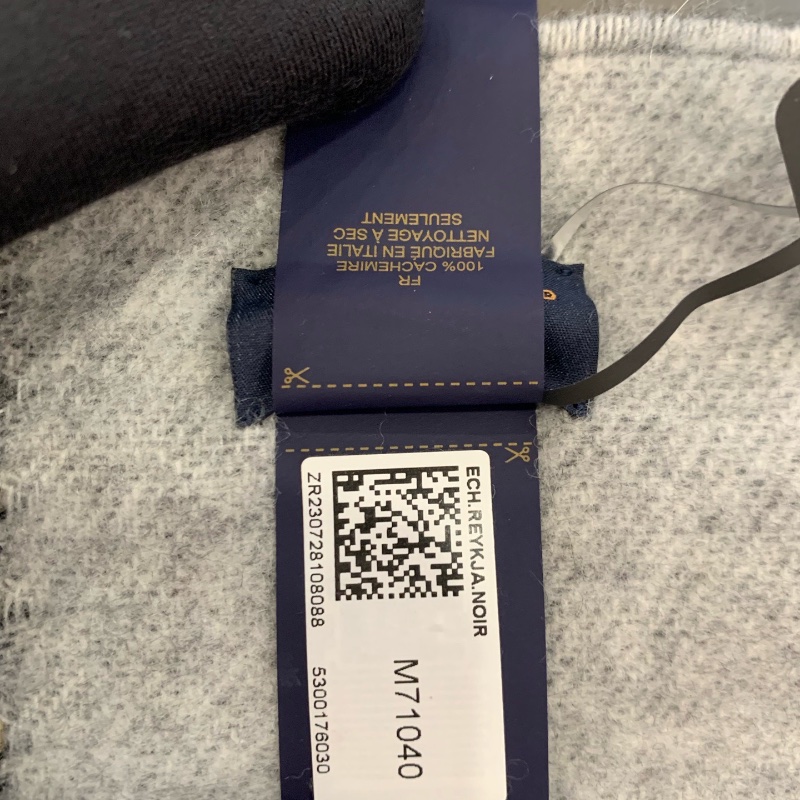 FR
100% CACHEMIRE
FABRIQUÉ EN ITALIE
NETTOYAGE À SEC
SEULEMENT
ECH.REYKJA.NOIR
M71040
ZR230728108088
5300176030